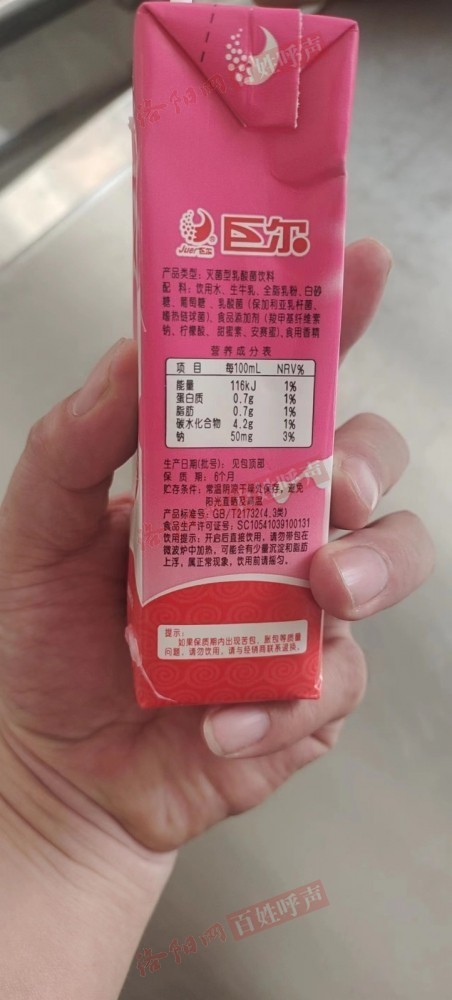 洛阳网 百姓呼声
Juer 巨尔
巨尔
产品类型：灭菌型乳酸菌饮料
配　料：饮用水、生牛乳、全脂乳粉、白砂
糖、葡萄糖、乳酸菌（保加利亚乳杆菌、
嗜热链球菌）、食品添加剂（羧甲基纤维素
钠、柠檬酸、甜蜜素、安赛蜜）、食用香精
营养成分表
项目 每100mL NRV%
能量 116kJ 1%
蛋白质 0.7g 1%
脂肪 0.7g 1%
碳水化合物 4.2g 1%
钠 50mg 3%
生产日期(批号)：见包顶部
保 质 期：6个月
贮存条件：常温阴凉干燥处保存，避免
阳光直晒及高温
产品标准号：GB/T21732(4.3类)
食品生产许可证号：SC10541039100131
饮用提示：开启后直接饮用，请勿带包在
微波炉中加热，可能会有少量沉淀和脂肪
上浮，属正常现象，饮用前请摇匀。
提示：
如果保质期内出现苦包、胀包等质量
问题，请勿饮用，请与经销商联系退换。
洛阳网 百姓呼声